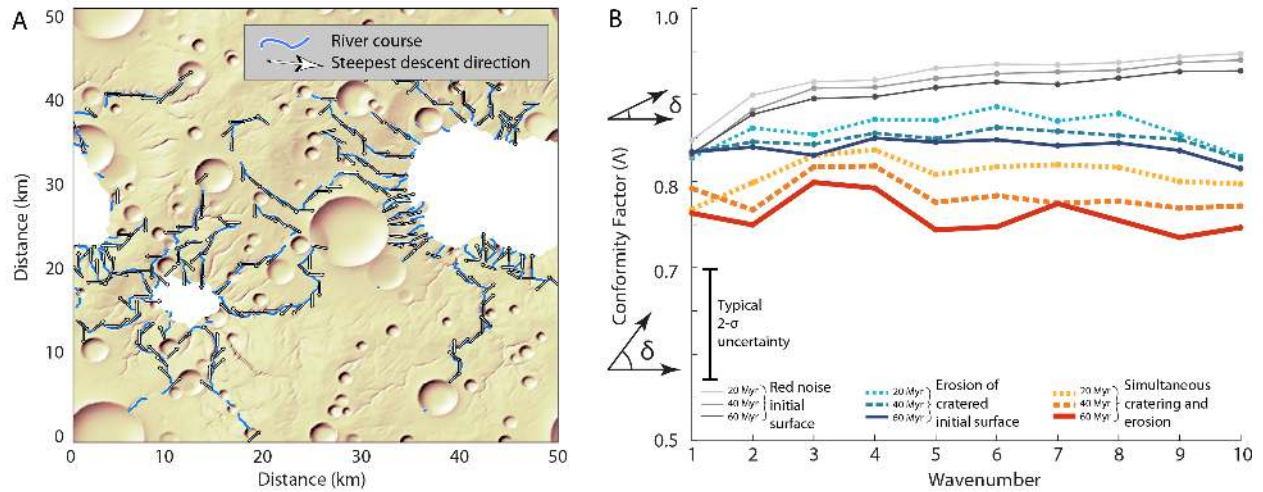 A
50
40
30
20
10
0
Distance (km)
River course
Steepest descent direction
0
10
20
30
40
50
Distance (km)
B
1.0
0.8
0.7
0.5
Conformity Factor (Λ)
δ
δ
Typical
2-σ
uncertainty
20 Myr
40 Myr
60 Myr
Red noise
initial
surface
20 Myr
40 Myr
60 Myr
Erosion of
cratered
initial surface
20 Myr
40 Myr
60 Myr
Simultaneous
cratering and
erosion
1 2 3 4 5 6 7 8 9 10
Wavenumber